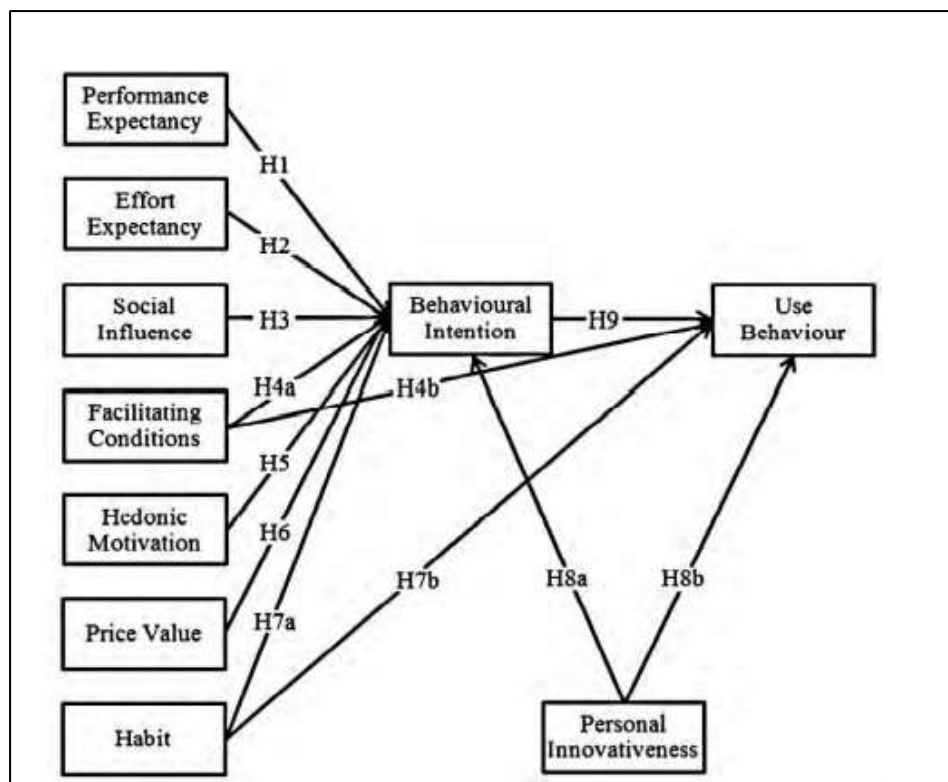 Performance
Expectancy
H1
Effort
Expectancy
H2
Social
Influence
H3
Behavioural
Intention
H9
Use
Behaviour
H4a
H4b
Facilitating
Conditions
H5
Hedonic
Motivation
H6
H7b
H8a
H8b
Price Value
H7a
Habit
Personal
Innovativeness